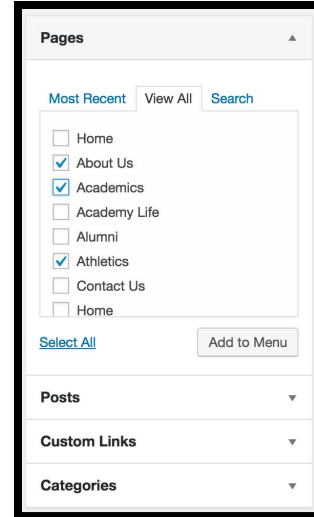 Pages
Most Recent View All Search
Home
About Us
Academics
Academy Life
Alumni
Athletics
Contact Us
Home
Select All Add to Menu
Posts
Custom Links
Categories